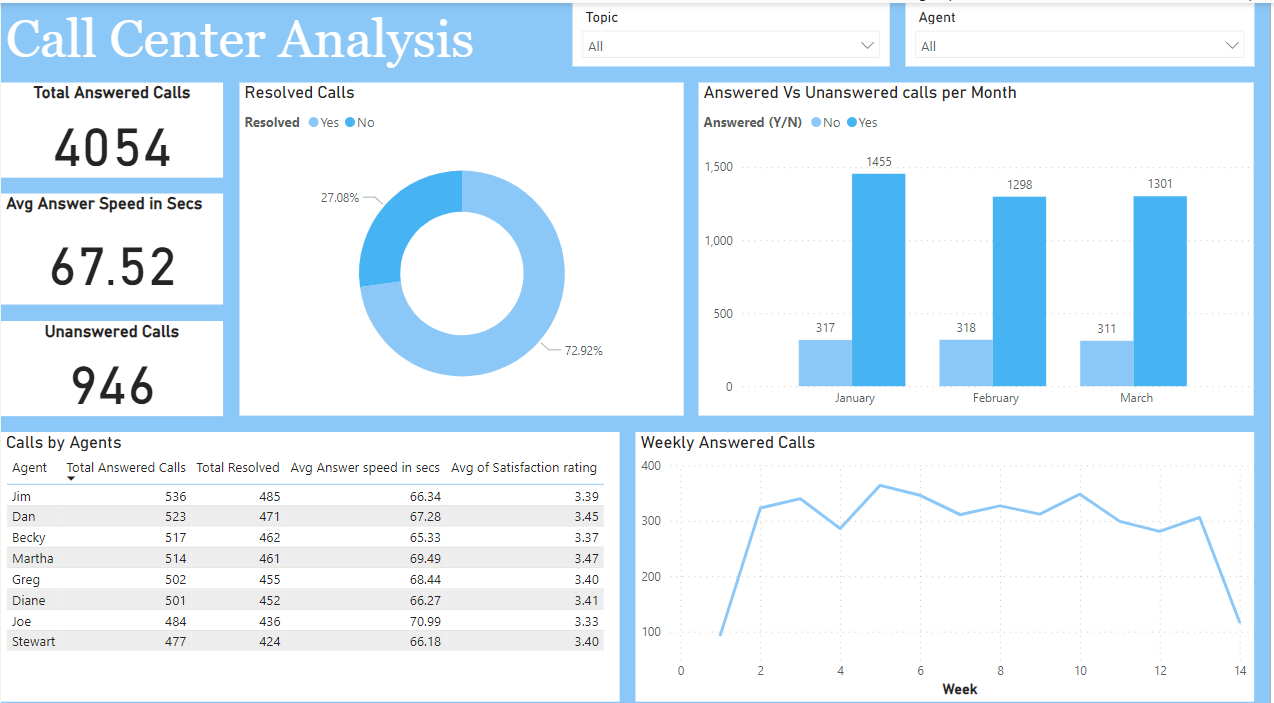 Call Center Analysis
Topic
All
Agent
All
Total Answered Calls
4054
Avg Answer Speed in Secs
67.52
Unanswered Calls
946
Resolved Calls
Resolved Yes No
27.08%
72.92%
Answered Vs Unanswered calls per Month
Answered (Y/N) No Yes
1,500
1,000
500
0
317 1455
318 1298
311 1301
January February March
Calls by Agents
Agent Total Answered Calls Total Resolved Avg Answer speed in secs Avg of Satisfaction rating
Jim 536 485 66.34 3.39
Dan 523 471 67.28 3.45
Becky 517 462 65.33 3.37
Martha 514 461 69.49 3.47
Greg 502 455 68.44 3.40
Diane 501 452 66.27 3.41
Joe 484 436 70.99 3.33
Stewart 477 424 66.18 3.40
Weekly Answered Calls
400
300
200
100
0 2 4 6 8 10 12 14
Week